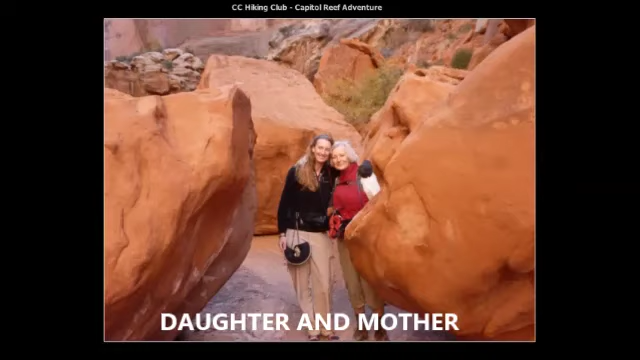 CC Hiking Club - Capitol Reef Adventure
DAUGHTER AND MOTHER